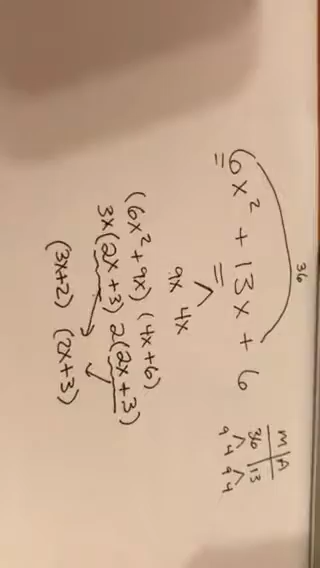 36
6x² + 13x + 6
9x 4x
(6x² + 9x) (4x + 6)
3x(2x + 3) 2(2x + 3)
(3x+2) (2x+3)
M | A
36 | 13
9 4 9 4